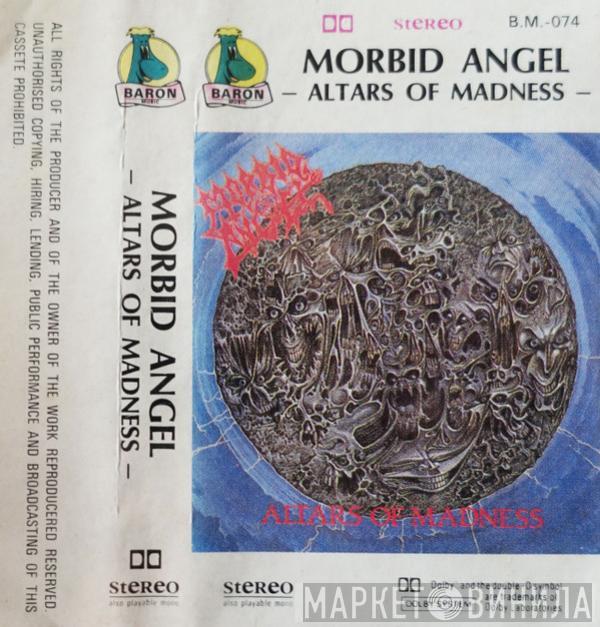 ALL RIGHTS OF THE PRODUCER AND OF THE OWNER OF THE WORK REPRODUCERED RESERVED
UNAUTHORISED COPYING, HIRING, LENDING, PUBLIC PERFORMANCE AND BROADCASTING OF THIS
CASSETE PROHIBITED.
BARON
MUSIC
MORBID ANGEL
– ALTARS OF MADNESS –
STEREO
also playable mono
BARON
MUSIC
STEREO
B.M.-074
MORBID ANGEL
– ALTARS OF MADNESS –
MORBID
ANGEL
ALTARS OF MADNESS
STEREO
also playable mono
DOLBY SYSTEM
Dolby and the double-D symbol
are trademarks of
Dolby Laboratories
МАРКЕТ ВИНИЛА